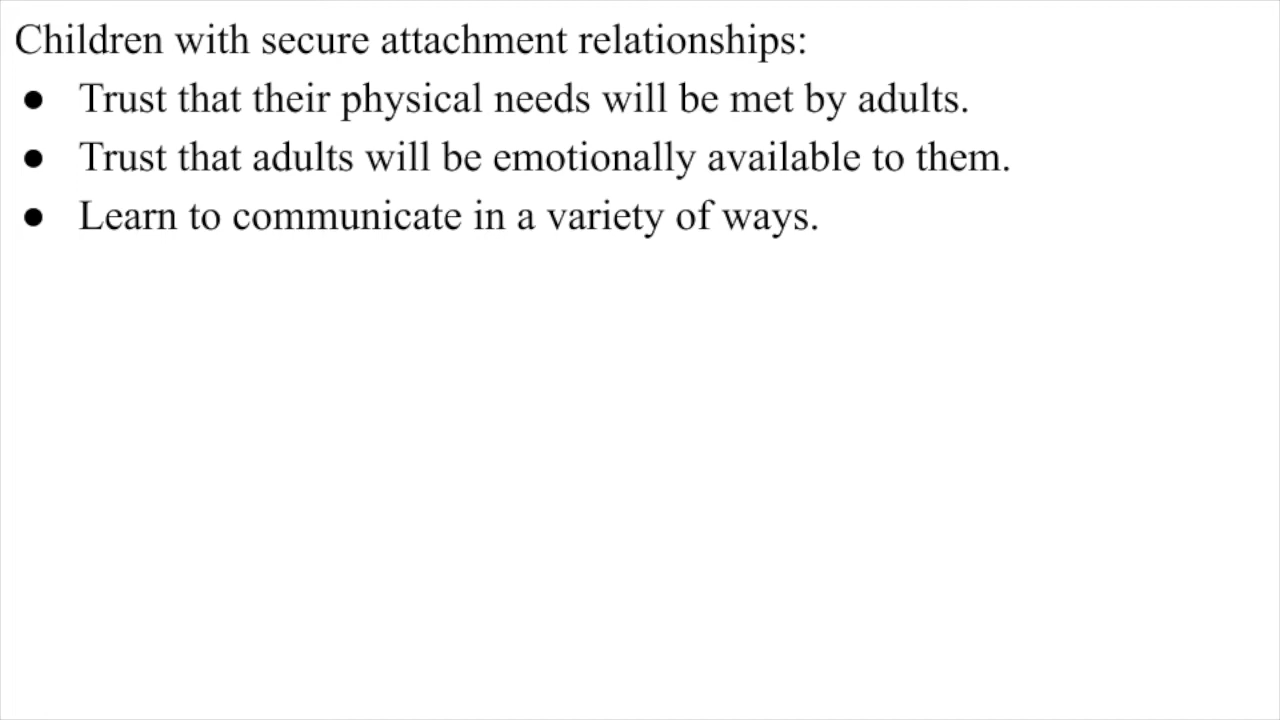 Children with secure attachment relationships:
● Trust that their physical needs will be met by adults.
● Trust that adults will be emotionally available to them.
● Learn to communicate in a variety of ways.